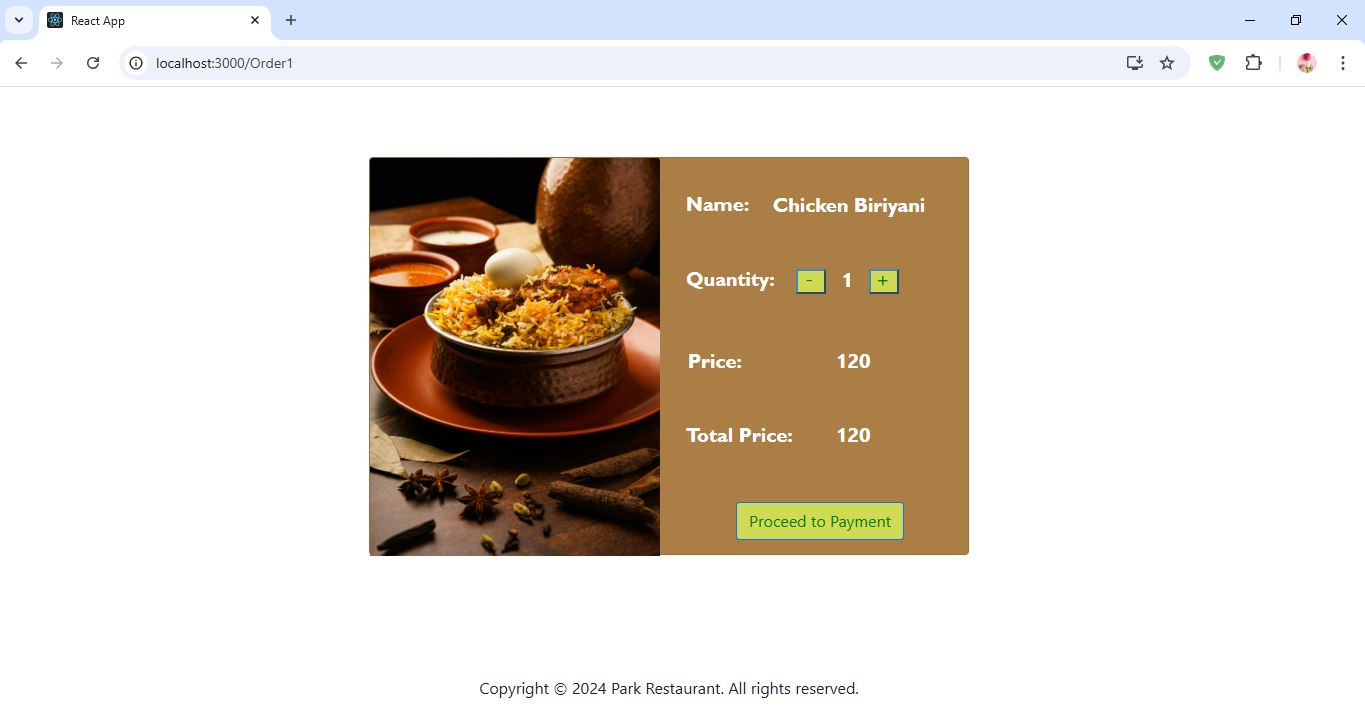 React App
localhost:3000/Order1
Name: Chicken Biriyani
Quantity: - 1 +
Price: 120
Total Price: 120
Proceed to Payment
Copyright © 2024 Park Restaurant. All rights reserved.